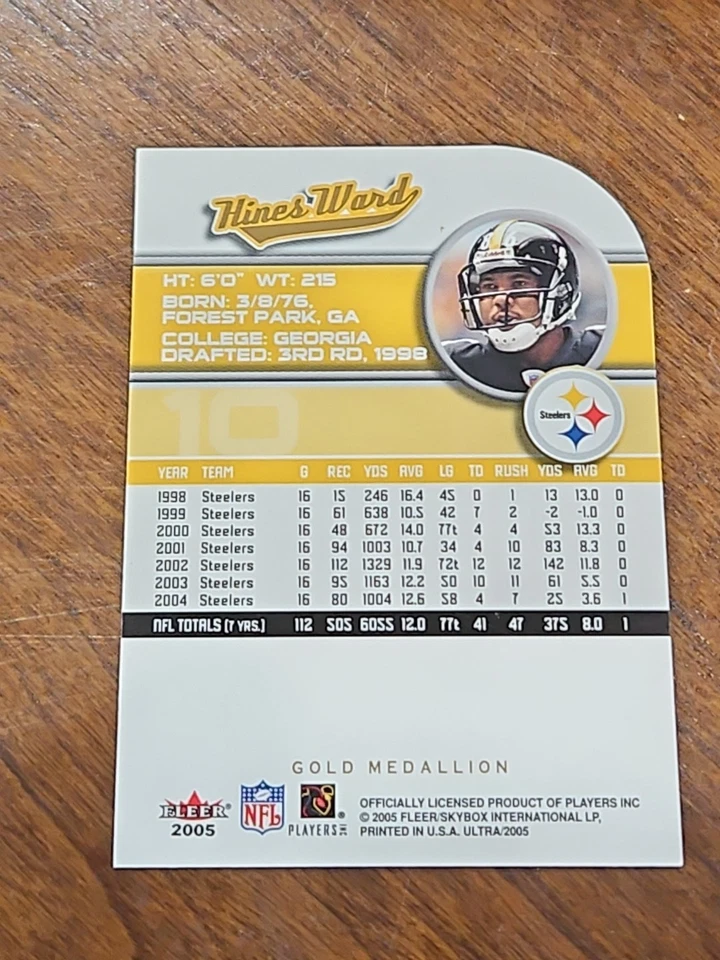 Hines Ward
HT: 6'0" WT: 215
BORN: 3/8/76,
FOREST PARK, GA
COLLEGE: GEORGIA
DRAFTED: 3RD RD, 1998
10
Steelers
YEAR TEAM G REC YDS AVG LG TD RUSH YDS AVG TD
1998 Steelers 16 15 246 16.4 45 0 1 13 13.0 0
1999 Steelers 16 61 638 10.5 42 7 2 -2 -1.0 0
2000 Steelers 16 48 672 14.0 77t 4 4 53 13.3 0
2001 Steelers 16 94 1003 10.7 34 4 10 83 8.3 0
2002 Steelers 16 112 1329 11.9 72t 12 12 142 11.8 0
2003 Steelers 16 95 1163 12.2 50 10 11 61 5.5 0
2004 Steelers 16 80 1004 12.6 58 4 7 25 3.6 1
NFL TOTALS (7 YRS.) 112 505 6055 12.0 77t 41 47 375 8.0 1
GOLD MEDALLION
FLEER
2005
NFL
PLAYERS INC
OFFICIALLY LICENSED PRODUCT OF PLAYERS INC
© 2005 FLEER/SKYBOX INTERNATIONAL LP,
PRINTED IN U.S.A. ULTRA/2005